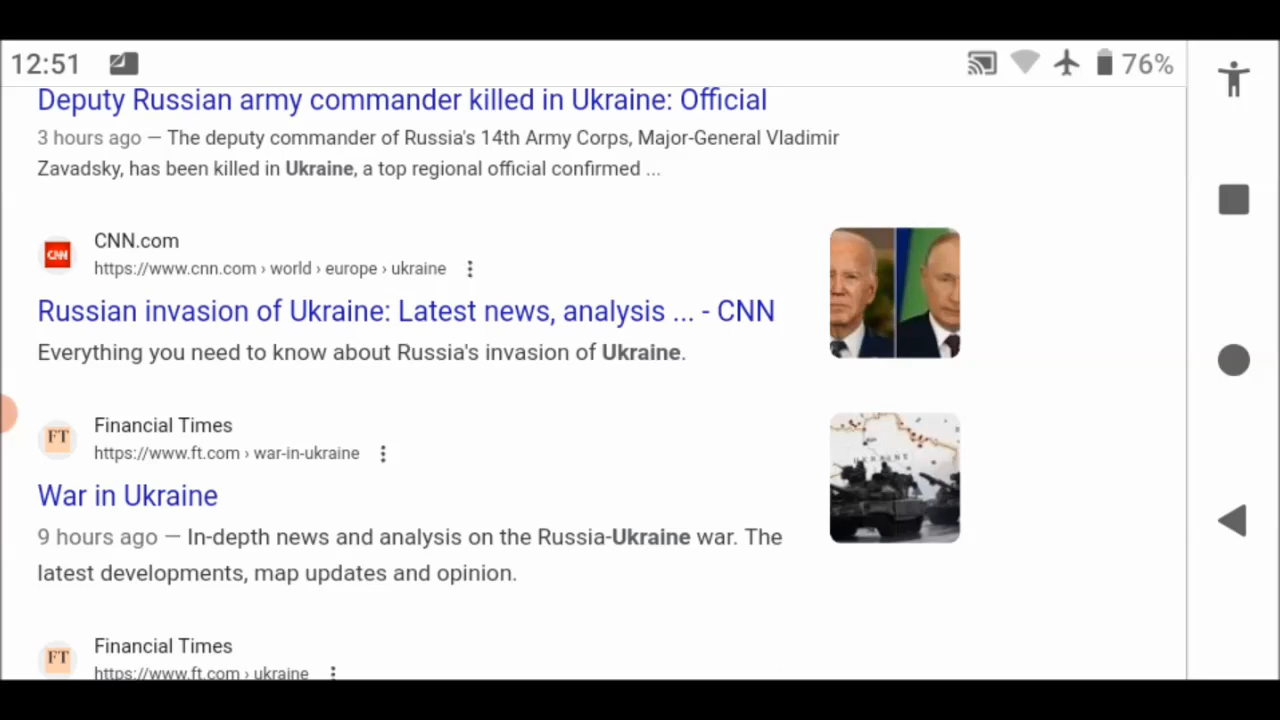 12:51
76%
Deputy Russian army commander killed in Ukraine: Official
3 hours ago — The deputy commander of Russia's 14th Army Corps, Major-General Vladimir
Zavadsky, has been killed in Ukraine, a top regional official confirmed ...
CNN
CNN.com
https://www.cnn.com › world › europe › ukraine
Russian invasion of Ukraine: Latest news, analysis ... - CNN
Everything you need to know about Russia's invasion of Ukraine.
FT
Financial Times
https://www.ft.com › war-in-ukraine
War in Ukraine
UKRAINE
9 hours ago — In-depth news and analysis on the Russia-Ukraine war. The
latest developments, map updates and opinion.
FT
Financial Times
https://www.ft.com › ukraine